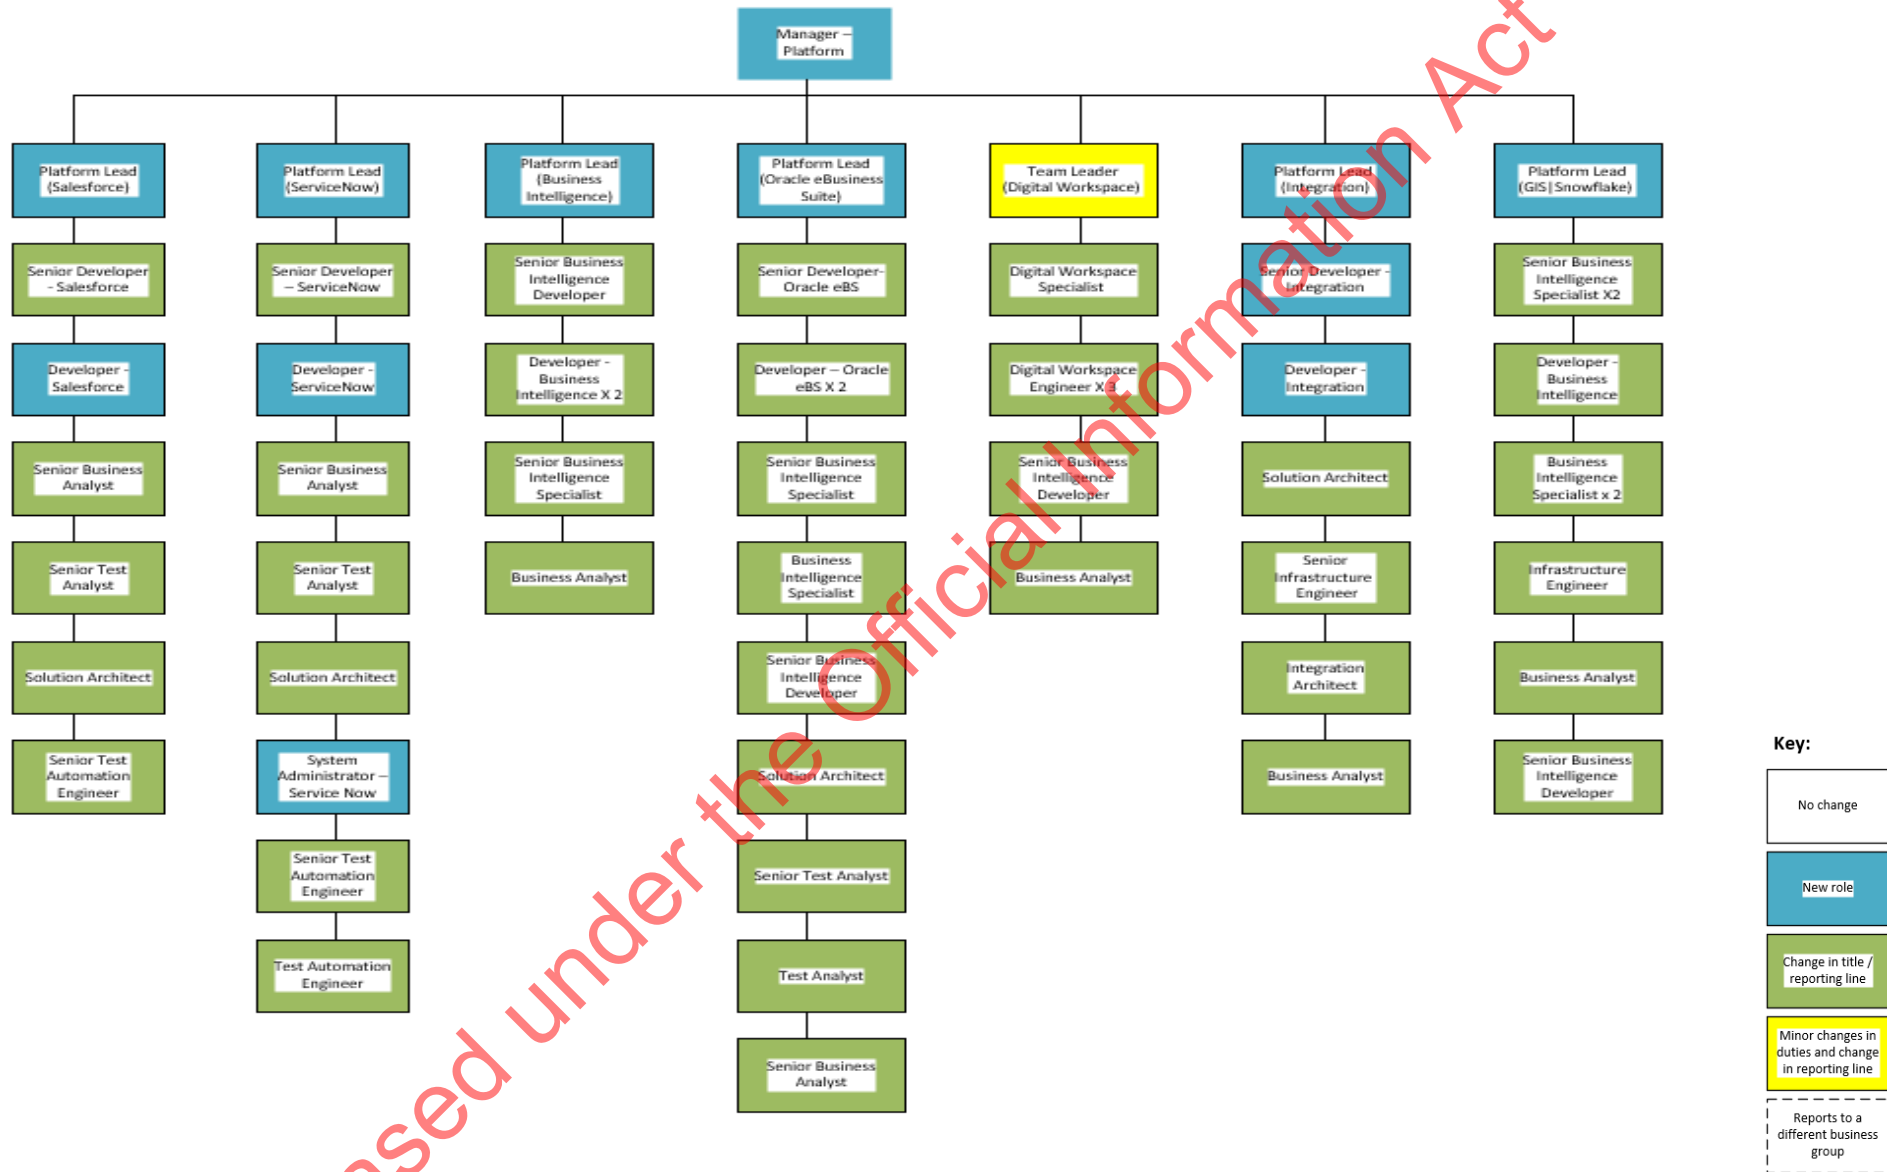 Manager –
Platform
Platform Lead
(Salesforce)
Senior Developer
- Salesforce
Developer -
Salesforce
Senior Business
Analyst
Senior Test
Analyst
Solution Architect
Senior Test
Automation
Engineer
Platform Lead
(ServiceNow)
Senior Developer
– ServiceNow
Developer -
ServiceNow
Senior Business
Analyst
Senior Test
Analyst
Solution Architect
System
Administrator –
Service Now
Senior Test
Automation
Engineer
Test Automation
Engineer
Platform Lead
(Business
Intelligence)
Senior Business
Intelligence
Developer
Developer -
Business
Intelligence X 2
Senior Business
Intelligence
Specialist
Business Analyst
Platform Lead
(Oracle eBusiness
Suite)
Senior Developer-
Oracle eBS
Developer – Oracle
eBS X 2
Senior Business
Intelligence
Specialist
Business
Intelligence
Specialist
Senior Business
Intelligence
Developer
Solution Architect
Senior Test Analyst
Test Analyst
Senior Business
Analyst
Team Leader
(Digital Workspace)
Digital Workspace
Specialist
Digital Workspace
Engineer X 3
Senior Business
Intelligence
Developer
Business Analyst
Platform Lead
(Integration)
Senior Developer -
Integration
Developer -
Integration
Solution Architect
Senior
Infrastructure
Engineer
Integration
Architect
Business Analyst
Platform Lead
(GIS|Snowflake)
Senior Business
Intelligence
Specialist X2
Developer -
Business
Intelligence
Business
Intelligence
Specialist x 2
Infrastructure
Engineer
Business Analyst
Senior Business
Intelligence
Developer
Key:
No change
New role
Change in title /
reporting line
Minor changes in
duties and change
in reporting line
Reports to a
different business
group
ased under the Official Information Act